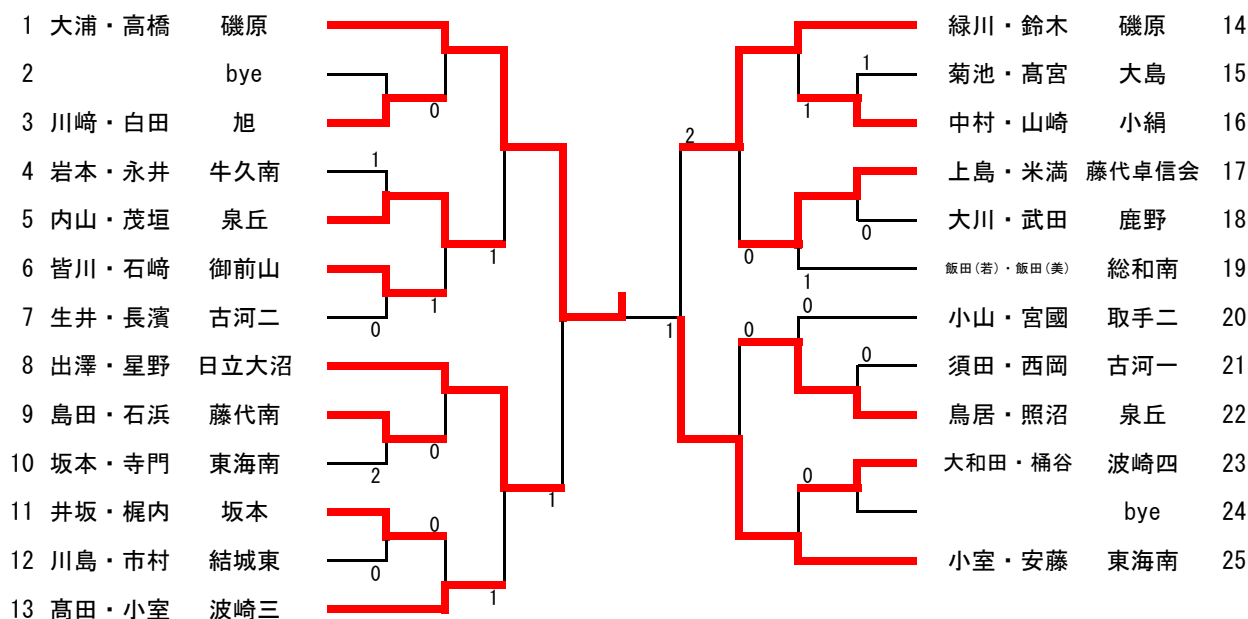 1 大浦・高橋 磯原
2 bye
0
3 川﨑・白田 旭
1
4 岩本・永井 牛久南
5 内山・茂垣 泉丘
1
6 皆川・石﨑 御前山
1
7 生井・長濱 古河二
0
8 出澤・星野 日立大沼
9 島田・石浜 藤代南
0
10 坂本・寺門 東海南
2
1
11 井坂・梶内 坂本
0
12 川島・市村 結城東
0
1
13 髙田・小室 波崎三
緑川・鈴木 磯原 14
1
菊池・髙宮 大島 15
1
中村・山崎 小絹 16
2
上島・米満 藤代卓信会 17
大川・武田 鹿野 18
0
0
飯田(若)・飯田(美) 総和南 19
1
0
小山・宮國 取手二 20
1
0
0
須田・西岡 古河一 21
鳥居・照沼 泉丘 22
大和田・桶谷 波崎四 23
0
bye 24
小室・安藤 東海南 25